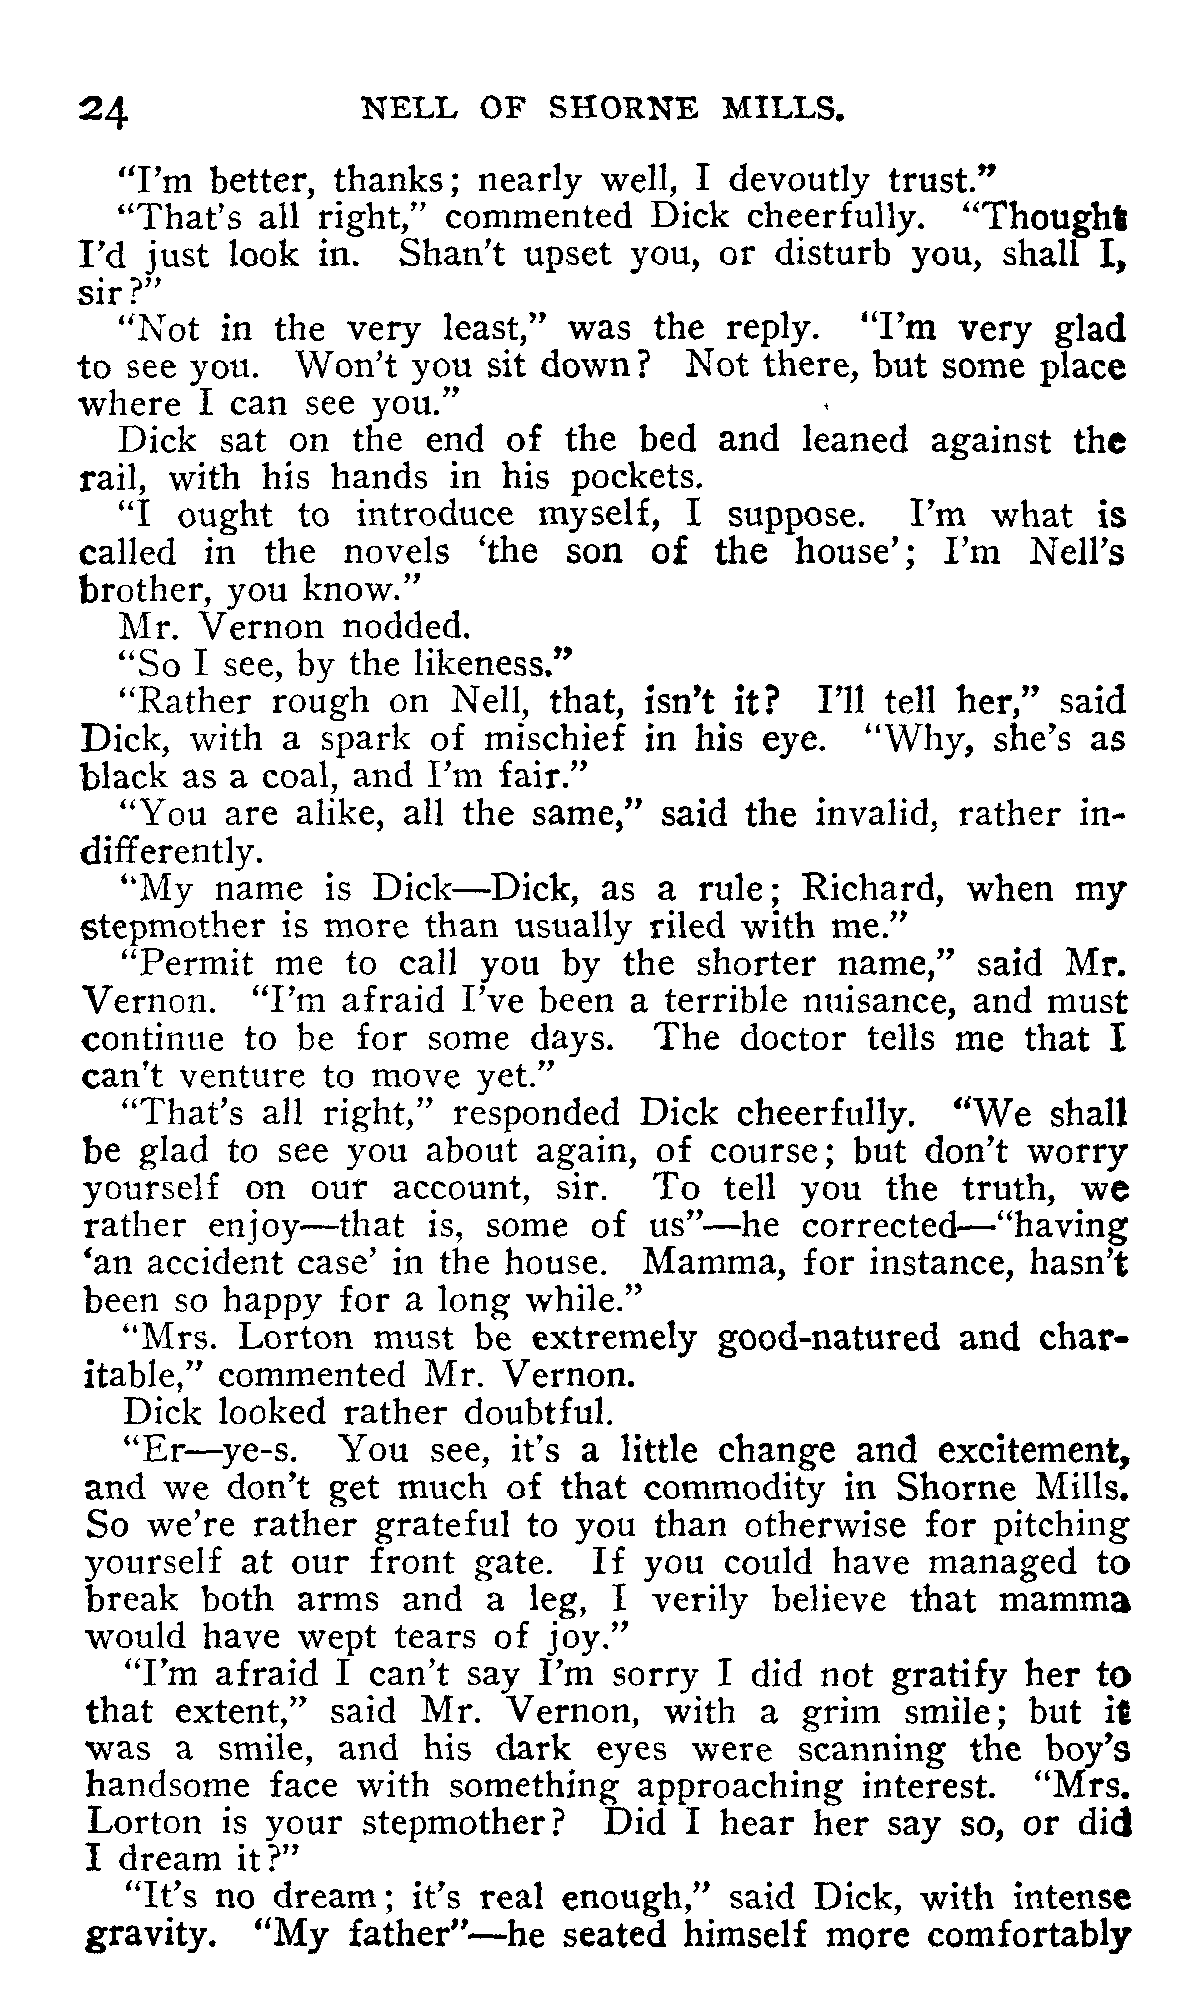 24 NELL OF SHORNE MILLS.
"I'm better, thanks; nearly well, I devoutly trust."
"That's all right," commented Dick cheerfully. "Thought
I'd just look in. Shan't upset you, or disturb you, shall I,
sir?"
"Not in the very least," was the reply. "I'm very glad
to see you. Won't you sit down? Not there, but some place
where I can see you."
Dick sat on the end of the bed and leaned against the
rail, with his hands in his pockets.
"I ought to introduce myself, I suppose. I'm what is
called in the novels 'the son of the house'; I'm Nell's
brother, you know."
Mr. Vernon nodded.
"So I see, by the likeness."
"Rather rough on Nell, that, isn't it? I'll tell her," said
Dick, with a spark of mischief in his eye. "Why, she's as
black as a coal, and I'm fair."
"You are alike, all the same," said the invalid, rather in-
differently.
"My name is Dick—Dick, as a rule; Richard, when my
stepmother is more than usually riled with me."
"Permit me to call you by the shorter name," said Mr.
Vernon. "I'm afraid I've been a terrible nuisance, and must
continue to be for some days. The doctor tells me that I
can't venture to move yet."
"That's all right," responded Dick cheerfully. "We shall
be glad to see you about again, of course; but don't worry
yourself on our account, sir. To tell you the truth, we
rather enjoy—that is, some of us"—he corrected—"having
'an accident case' in the house. Mamma, for instance, hasn't
been so happy for a long while."
"Mrs. Lorton must be extremely good-natured and char-
itable," commented Mr. Vernon.
Dick looked rather doubtful.
"Er—ye-s. You see, it's a little change and excitement,
and we don't get much of that commodity in Shorne Mills.
So we're rather grateful to you than otherwise for pitching
yourself at our front gate. If you could have managed to
break both arms and a leg, I verily believe that mamma
would have wept tears of joy."
"I'm afraid I can't say I'm sorry I did not gratify her to
that extent," said Mr. Vernon, with a grim smile; but it
was a smile, and his dark eyes were scanning the boy's
handsome face with something approaching interest. "Mrs.
Lorton is your stepmother? Did I hear her say so, or did
I dream it?"
"It's no dream; it's real enough," said Dick, with intense
gravity. "My father"—he seated himself more comfortably